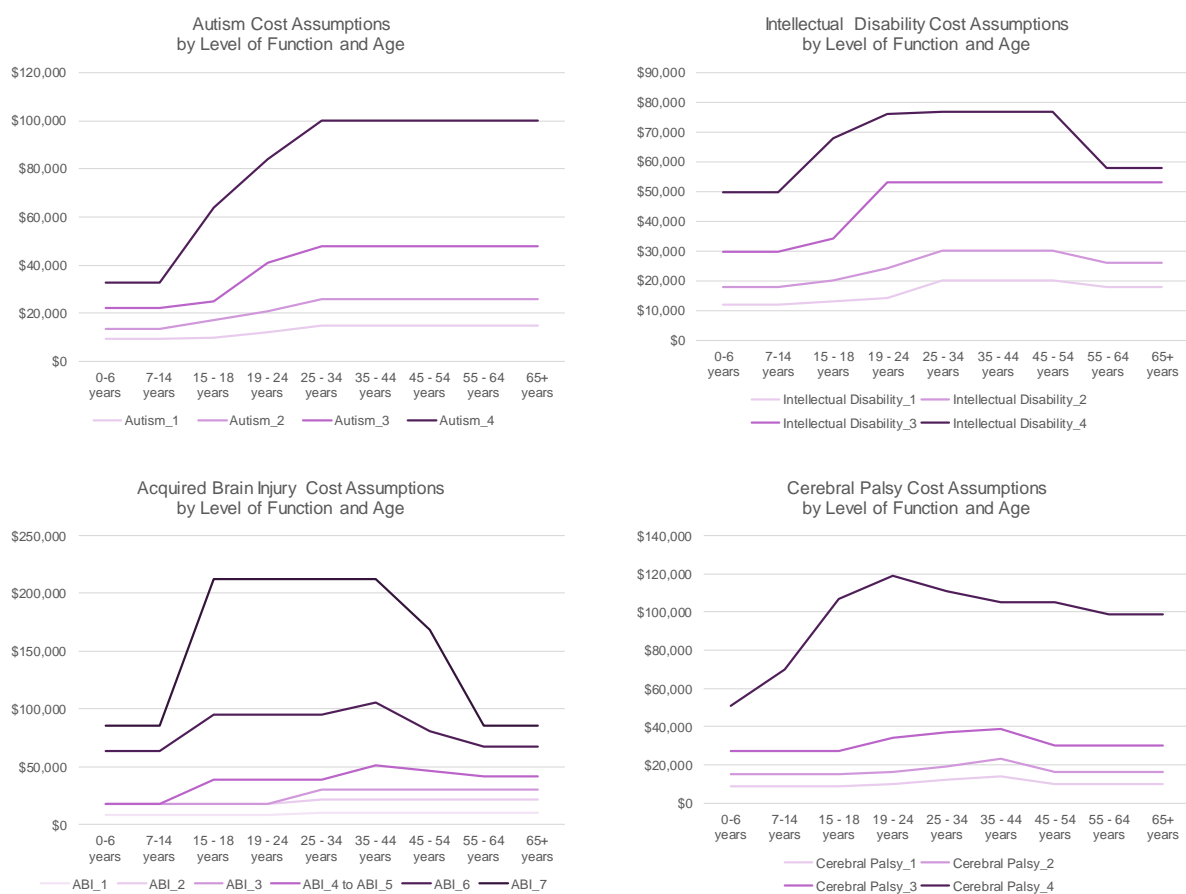 Autism Cost Assumptions
by Level of Function and Age
$120,000
$100,000
$80,000
$60,000
$40,000
$20,000
$0
0-6 7-14 15 - 18 19 - 24 25 - 34 35 - 44 45 - 54 55 - 64 65+
years years years years years years years years years
Autism_1 Autism_2 Autism_3 Autism_4
Intellectual Disability Cost Assumptions
by Level of Function and Age
$90,000
$80,000
$70,000
$60,000
$50,000
$40,000
$30,000
$20,000
$10,000
$0
0-6 7-14 15 - 18 19 - 24 25 - 34 35 - 44 45 - 54 55 - 64 65+
years years years years years years years years years
Intellectual Disability_1 Intellectual Disability_2
Intellectual Disability_3 Intellectual Disability_4
Acquired Brain Injury Cost Assumptions
by Level of Function and Age
$250,000
$200,000
$150,000
$100,000
$50,000
$0
0-6 7-14 15 - 18 19 - 24 25 - 34 35 - 44 45 - 54 55 - 64 65+
years years years years years years years years years
ABI_1 ABI_2 ABI_3 ABI_4 to ABI_5 ABI_6 ABI_7
Cerebral Palsy Cost Assumptions
by Level of Function and Age
$140,000
$120,000
$100,000
$80,000
$60,000
$40,000
$20,000
$0
0-6 7-14 15 - 18 19 - 24 25 - 34 35 - 44 45 - 54 55 - 64 65+
years years years years years years years years years
Cerebral Palsy_1 Cerebral Palsy_2
Cerebral Palsy_3 Cerebral Palsy_4